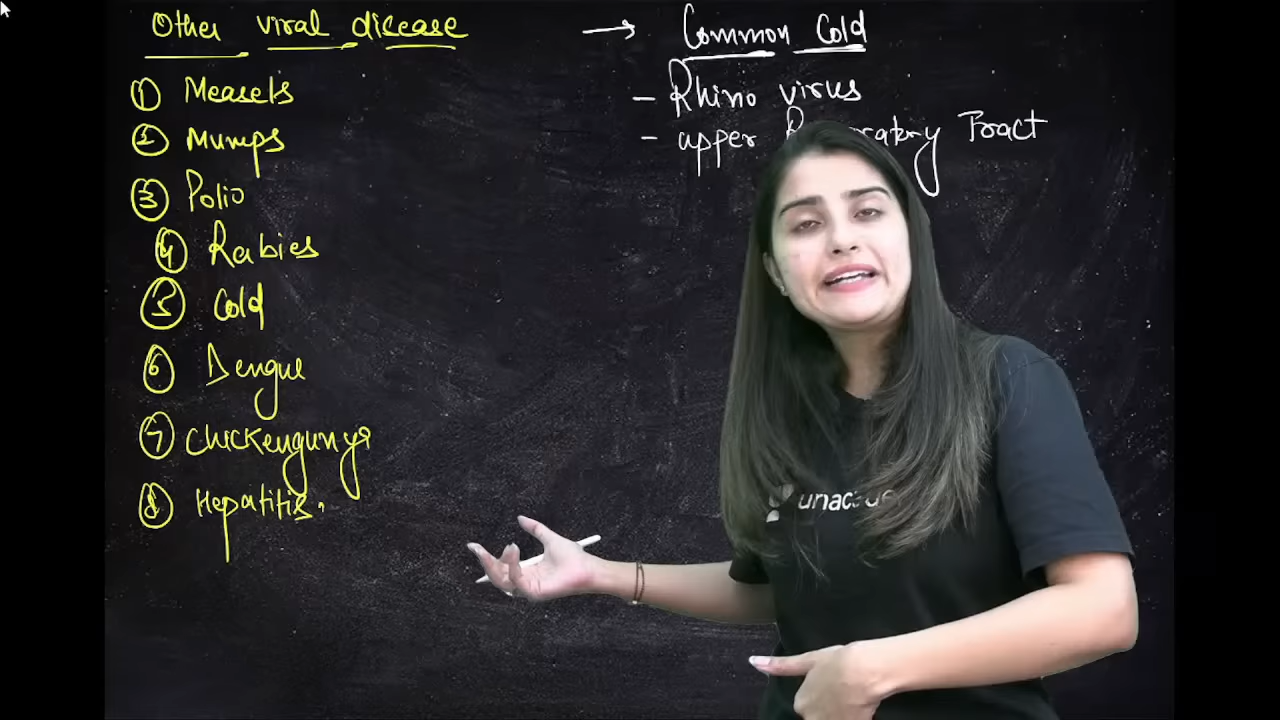 Other viral disease
① Measels
② Mumps
③ Polio
④ Rabies
⑤ Cold
⑥ Dengue
⑦ Chickengunya
⑧ Hepatitis.
→ Common Cold
- Rhino virus
- upper Tract
unacade